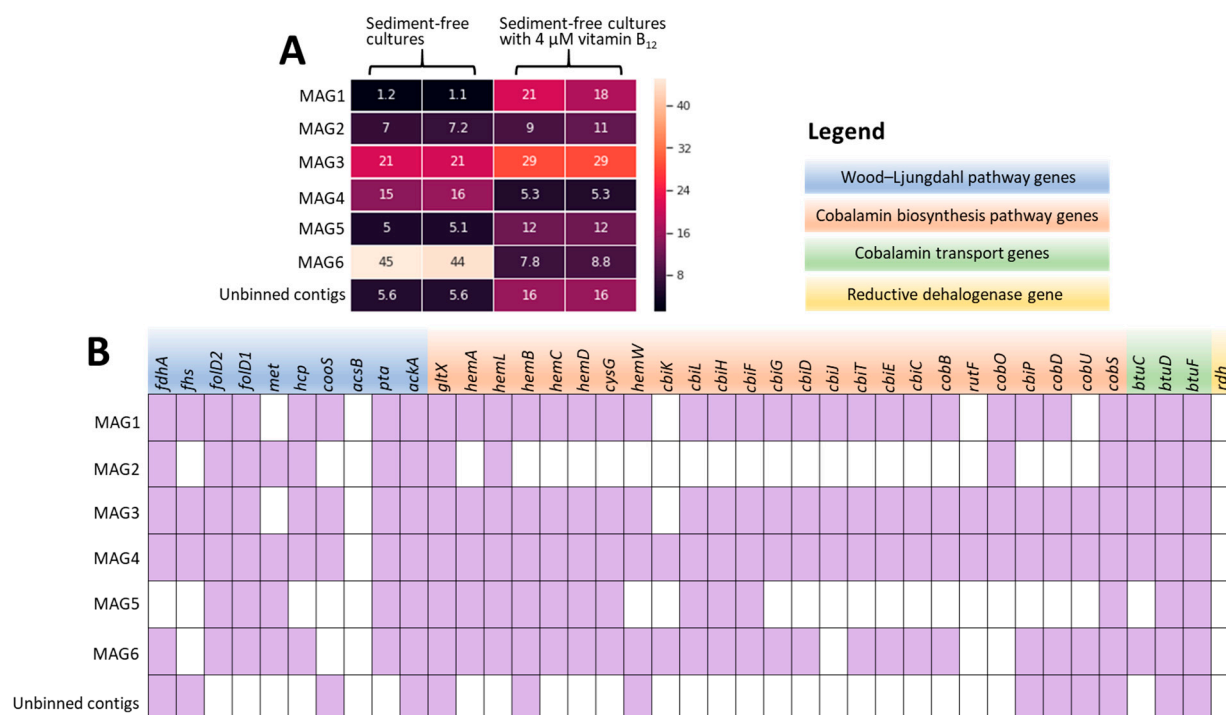 A
Sediment-free
cultures
Sediment-free cultures
with 4 μM vitamin B₁₂
MAG1 1.2 1.1 21 18
MAG2 7 7.2 9 11
MAG3 21 21 29 29
MAG4 15 16 5.3 5.3
MAG5 5 5.1 12 12
MAG6 45 44 7.8 8.8
Unbinned contigs 5.6 5.6 16 16
40
32
24
16
8
Legend
Wood–Ljungdahl pathway genes
Cobalamin biosynthesis pathway genes
Cobalamin transport genes
Reductive dehalogenase gene
B
fdhA fhs folD2 folD1 met hcp cooS acsB pta ackA gltX hemA hemL hemB hemC hemD cysG hemW cbiK cbiL cbiH cbiF cbiG cbiD cbiJ cbiT cbiE cbiC cobB rutF cobO cbiP cobD cobU cobS btuC btuD btuF rdh
MAG1
MAG2
MAG3
MAG4
MAG5
MAG6
Unbinned contigs